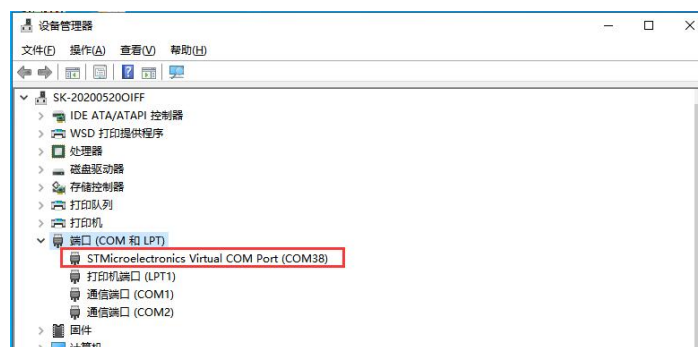 设备管理器
文件(F) 操作(A) 查看(V) 帮助(H)
SK-20200520OIFF
IDE ATA/ATAPI 控制器
WSD 打印提供程序
处理器
磁盘驱动器
存储控制器
打印队列
打印机
端口 (COM 和 LPT)
STMicroelectronics Virtual COM Port (COM38)
打印机端口 (LPT1)
通信端口 (COM1)
通信端口 (COM2)
固件
计算机